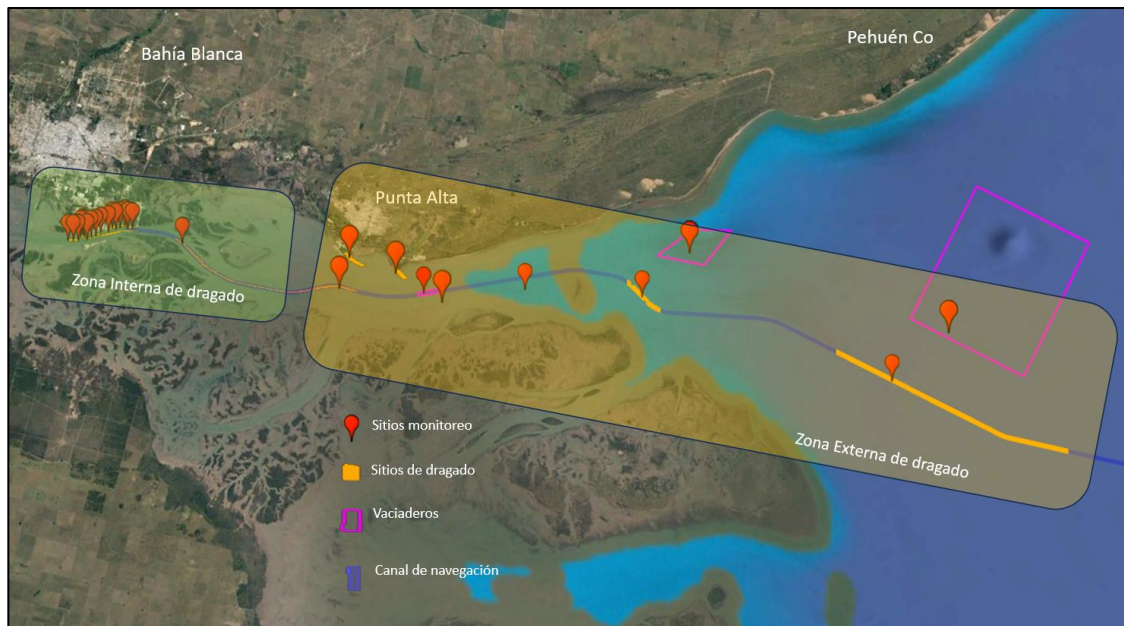 Bahía Blanca
Pehuén Co
Punta Alta
Zona Interna de dragado
Zona Externa de dragado
Sitios monitoreo
Sitios de dragado
Vaciaderos
Canal de navegación